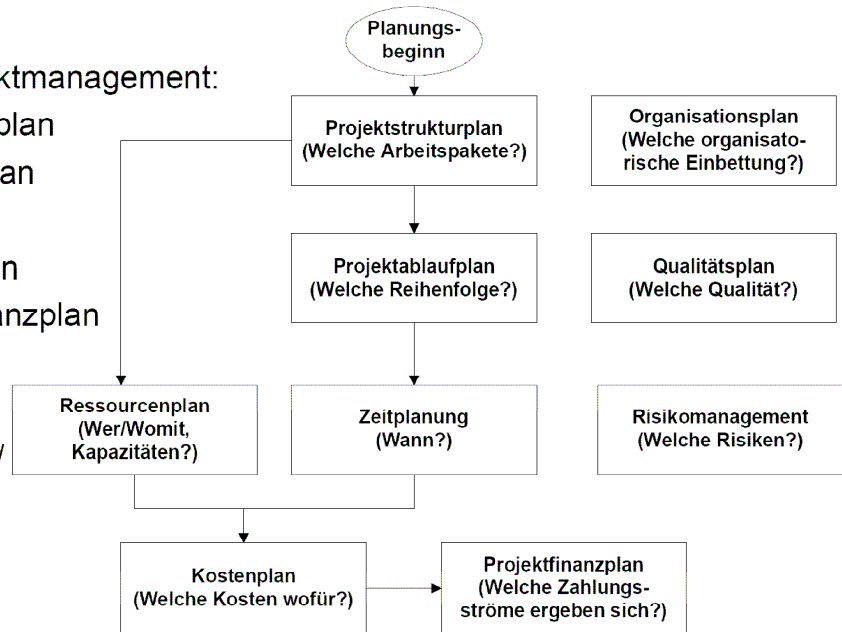 Planungs-
beginn
ktmanagement:
plan
an
n
anzplan
/
Projektstrukturplan
(Welche Arbeitspakete?)
Organisationsplan
(Welche organisato-
rische Einbettung?)
Projektablaufplan
(Welche Reihenfolge?)
Qualitätsplan
(Welche Qualität?)
Ressourcenplan
(Wer/Womit,
Kapazitäten?)
Zeitplanung
(Wann?)
Risikomanagement
(Welche Risiken?)
Kostenplan
(Welche Kosten wofür?)
Projektfinanzplan
(Welche Zahlungs-
ströme ergeben sich?)